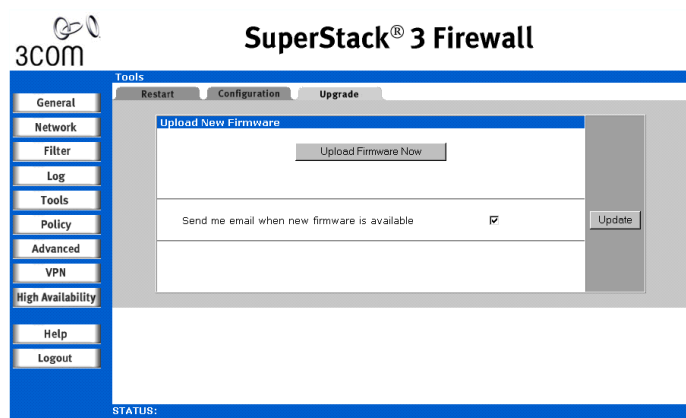 3COM
SuperStack® 3 Firewall
Tools
Restart Configuration Upgrade
General
Network
Filter
Log
Tools
Policy
Advanced
VPN
High Availability
Help
Logout
Upload New Firmware
Upload Firmware Now
Send me email when new firmware is available
Update
STATUS: